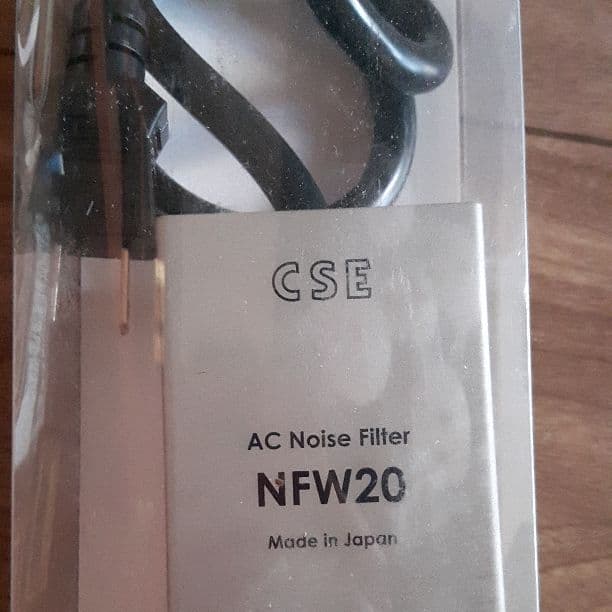 CSE
AC Noise Filter
NFW20
Made in Japan